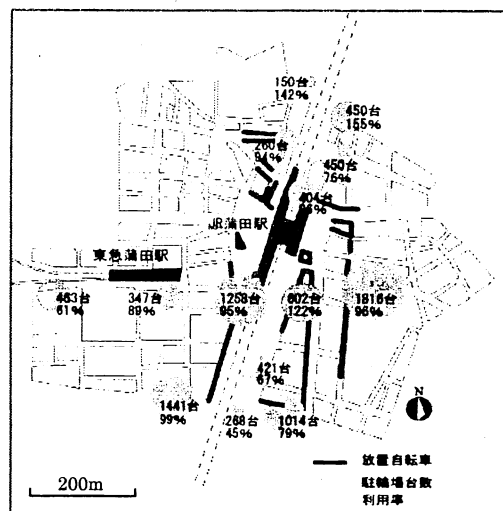 150台
142%
450台
155%
260台
94%
450台
76%
404台
JR蒲田駅
東急蒲田駅
463台
61%
347台
89%
1258台
95%
602台
122%
1816台
96%
421台
67%
1441台
99%
268台
45%
1014台
79%
N
放置自転車
駐輪場台数
利用率
200m